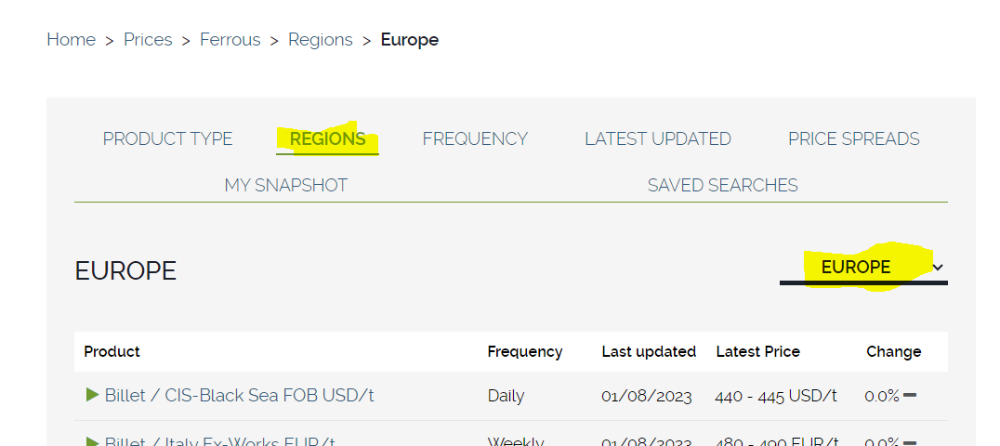 Home > Prices > Ferrous > Regions > Europe
PRODUCT TYPE REGIONS FREQUENCY LATEST UPDATED PRICE SPREADS
MY SNAPSHOT SAVED SEARCHES
EUROPE EUROPE
Product Frequency Last updated Latest Price Change
Billet / CIS-Black Sea FOB USD/t Daily 01/08/2023 440 - 445 USD/t 0.0%
Billet / Italy Ex-Works EUR/t Weekly 01/08/2023 480 - 490 EUR/t 0.0%